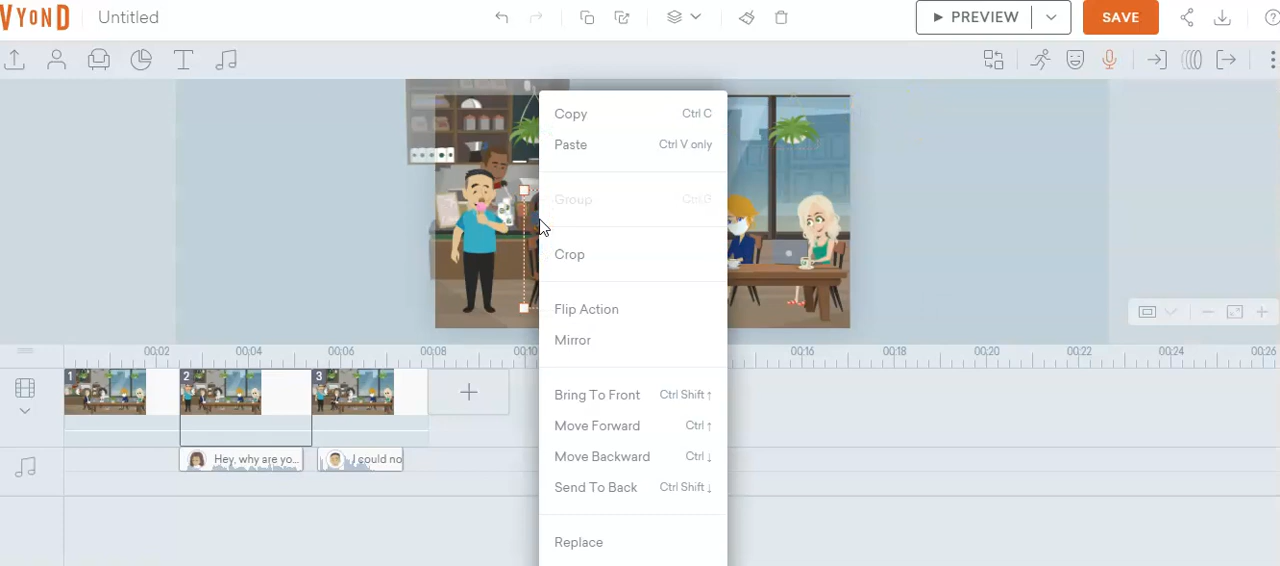 VYOND Untitled PREVIEW SAVE
Copy Ctrl C
Paste Ctrl V only
Group Ctrl G
Crop
Flip Action
Mirror
00:02 00:04 00:06 00:08 00:10 00:16 00:18 00:20 00:22 00:24 00:26
1 2 3
Bring To Front Ctrl Shift ↑
Move Forward Ctrl ↑
Hey, why are yo... I could no
Move Backward Ctrl ↓
Send To Back Ctrl Shift ↓
Replace